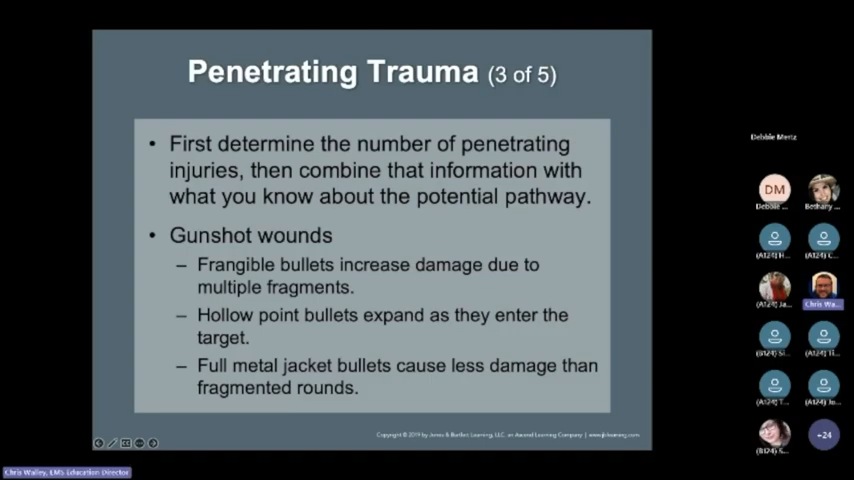 Penetrating Trauma (3 of 5)
• First determine the number of penetrating
injuries, then combine that information with
what you know about the potential pathway.
• Gunshot wounds
– Frangible bullets increase damage due to
multiple fragments.
– Hollow point bullets expand as they enter the
target.
– Full metal jacket bullets cause less damage than
fragmented rounds.
Copyright © 2019 by Jones & Bartlett Learning, LLC, an Ascend Learning Company | www.jblearning.com
Debbie Mertz
DM
Debbie ...
Bethany ...
(A124) H...
(A124) C...
(A124) Ja...
Chris Wa...
(B124) Si...
(A124) Ti...
(A124) T...
(A124) Jo...
(B124) S...
+24
Chris Walley, EMS Education Director